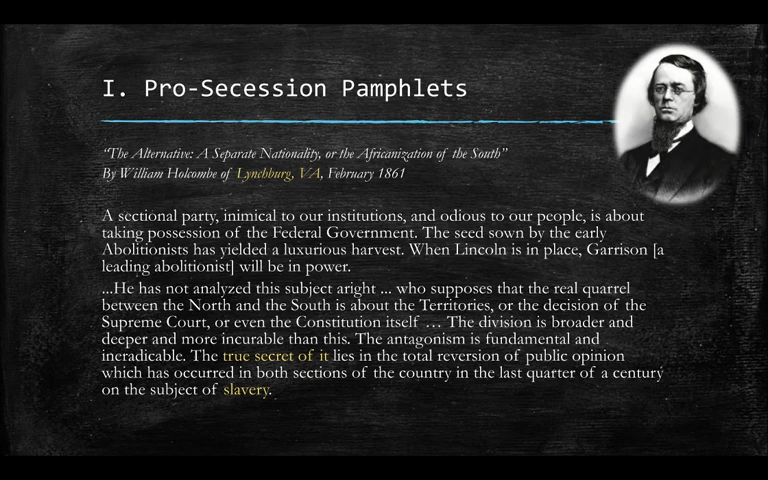 I. Pro-Secession Pamphlets
“The Alternative: A Separate Nationality, or the Africanization of the South”
By William Holcombe of Lynchburg, VA, February 1861
A sectional party, inimical to our institutions, and odious to our people, is about
taking possession of the Federal Government. The seed sown by the early
Abolitionists has yielded a luxurious harvest. When Lincoln is in place, Garrison [a
leading abolitionist] will be in power.
...He has not analyzed this subject aright ... who supposes that the real quarrel
between the North and the South is about the Territories, or the decision of the
Supreme Court, or even the Constitution itself … The division is broader and
deeper and more incurable than this. The antagonism is fundamental and
ineradicable. The true secret of it lies in the total reversion of public opinion
which has occurred in both sections of the country in the last quarter of a century
on the subject of slavery.